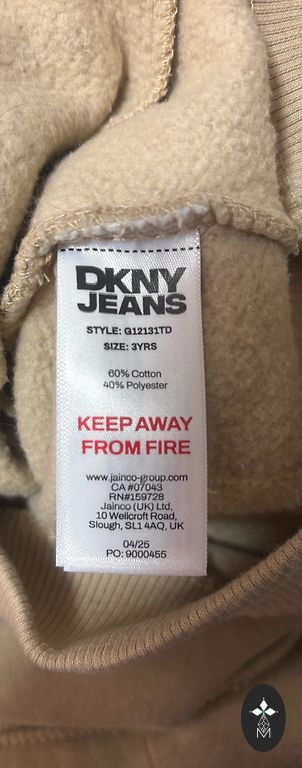 DKNY
JEANS
STYLE: G12131TD
SIZE: 3YRS
60% Cotton
40% Polyester
KEEP AWAY
FROM FIRE
www.jainco-group.com
CA #07043
RN#159728
Jainco (UK) Ltd,
10 Wellcroft Road,
Slough, SL1 4AQ, UK
04/25
PO: 9000455
M